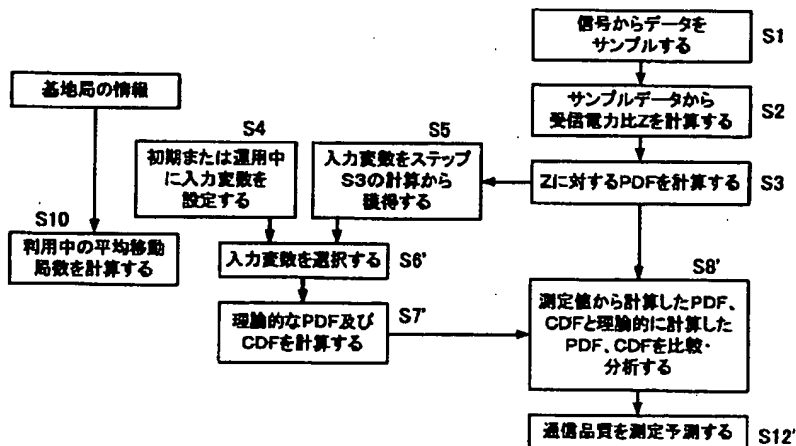 信号からデータを
サンプルする
S1
基地局の情報
サンプルデータから
受信電力比Zを計算する
S2
S4
初期または運用中
に入力変数を
設定する
S5
入力変数をステップ
S3の計算から
獲得する
Zに対するPDFを計算する
S3
S10
利用中の平均移動
局数を計算する
入力変数を選択する
S6'
理論的なPDF及び
CDFを計算する
S7'
S8'
測定値から計算したPDF、
CDFと理論的に計算した
PDF、CDFを比較・
分析する
通信品質を測定予測する
S12'